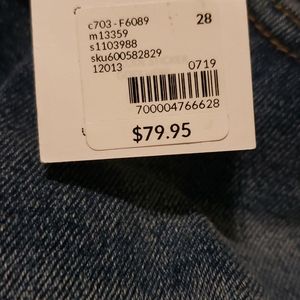 c703 - F6089 28
m13359
s1103988
sku600582829
12013 0719
700004766628
$79.95